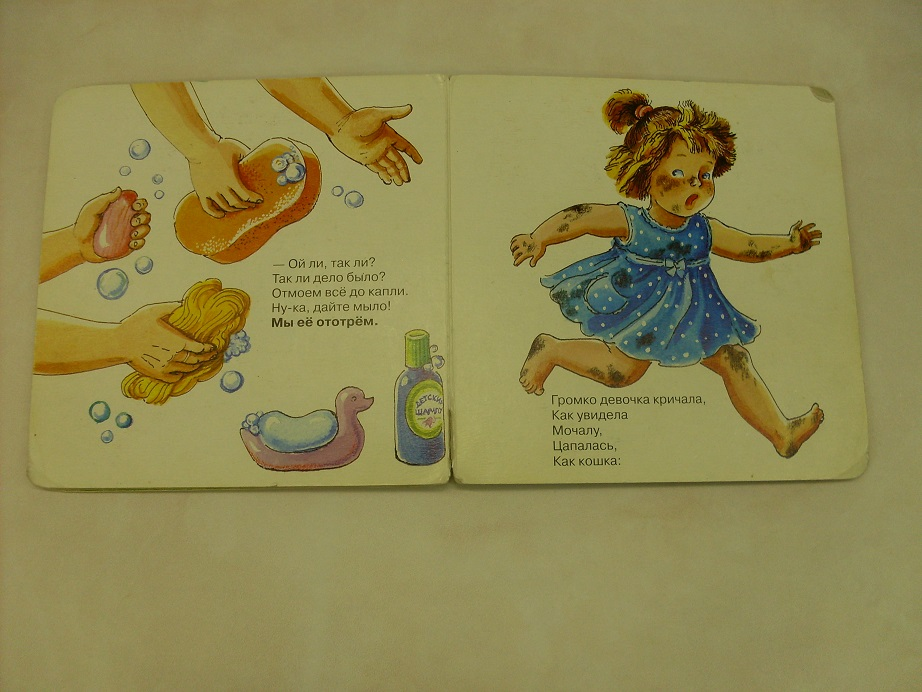 — Ой ли, так ли?
Так ли дело было?
Отмоем всё до капли.
Ну-ка, дайте мыло!
Мы её ототрём.
ДЕТСКИЙ
ШАМПУ
Громко девочка кричала,
Как увидела
Мочалу,
Цапалась,
Как кошка: